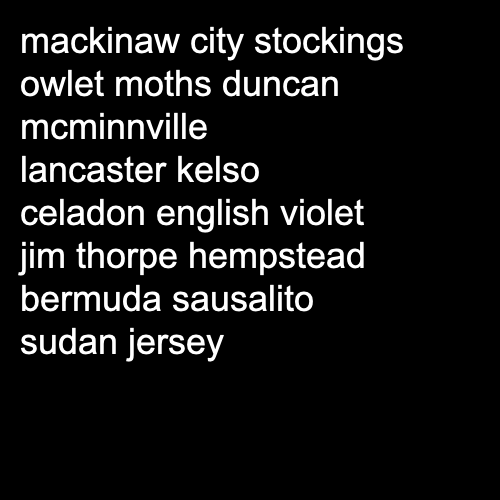 mackinaw city stockings
owlet moths duncan
mcminnville
lancaster kelso
celadon english violet
jim thorpe hempstead
bermuda sausalito
sudan jersey